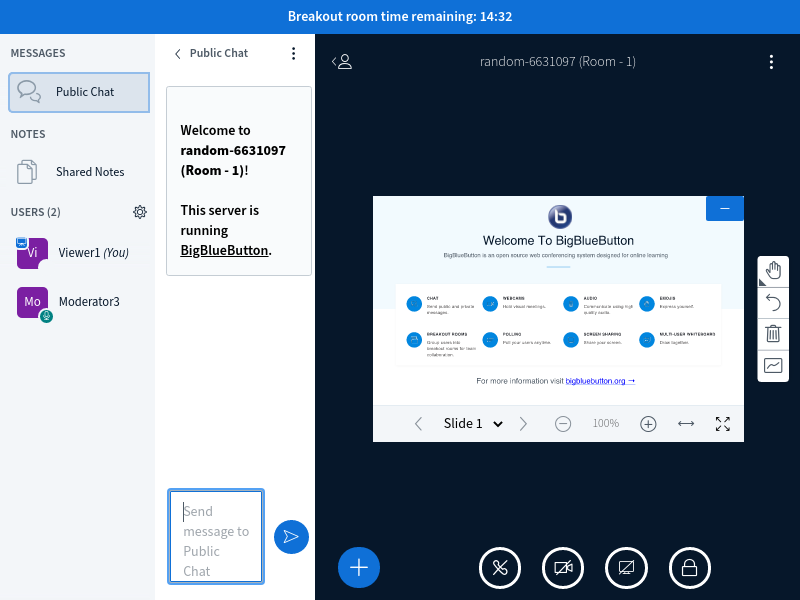 Breakout room time remaining: 14:32
MESSAGES
Public Chat
NOTES
Shared Notes
USERS (2)
Vi
Viewer1 (You)
Mo
Moderator3
Public Chat
Welcome to
random-6631097
(Room - 1)!
This server is
running
BigBlueButton.
Send
message to
Public
Chat
random-6631097 (Room - 1)
b
Welcome To BigBlueButton
BigBlueButton is an open source web conferencing system designed for online learning
CHAT
Send public and private
messages.
WEBCAMS
Hold visual meetings.
AUDIO
Communicate using high
quality audio.
EMOJIS
Express yourself.
BREAKOUT ROOMS
Group users into
breakout rooms for team
collaboration.
POLLING
Poll your users anytime.
SCREEN SHARING
Share your screen.
MULTI-USER WHITEBOARD
Draw together.
For more information visit bigbluebutton.org →
Slide 1
100%